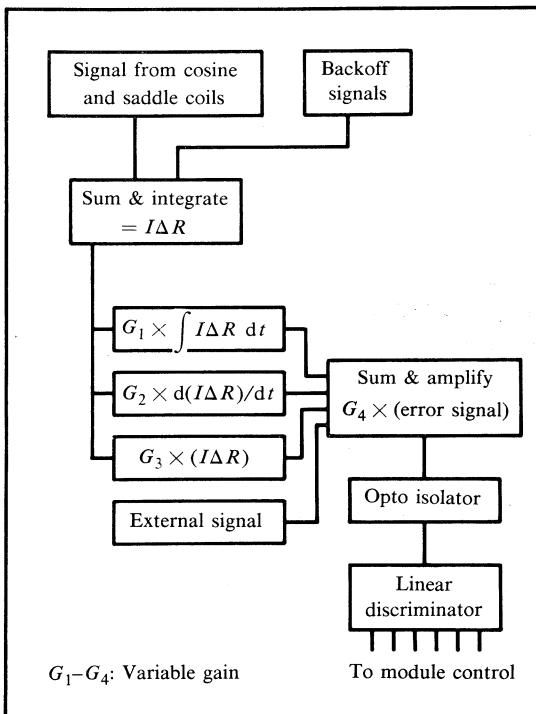 Signal from cosine
and saddle coils
Backoff
signals
Sum & integrate
= IΔR
G₁ × ∫ IΔR dt
G₂ × d(IΔR)/dt
G₃ × (IΔR)
External signal
Sum & amplify
G₄ × (error signal)
Opto isolator
Linear
discriminator
G₁–G₄: Variable gain
To module control